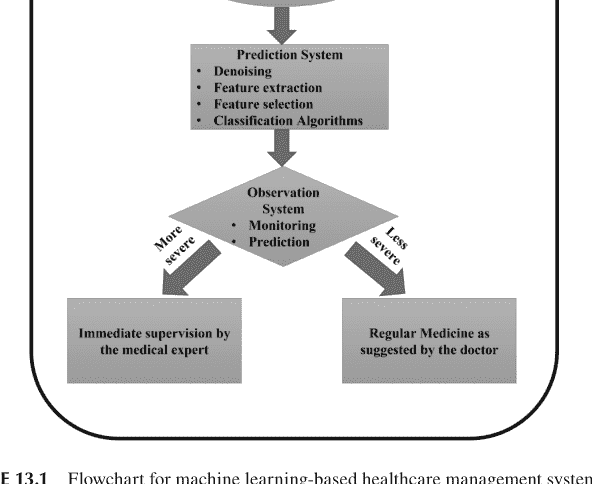 Prediction System
• Denoising
• Feature extraction
• Feature selection
• Classification Algorithms
Observation
System
• Monitoring
• Prediction
More
severe
Less
severe
Immediate supervision by
the medical expert
Regular Medicine as
suggested by the doctor
E 13.1 Flowchart for machine learning-based healthcare management system